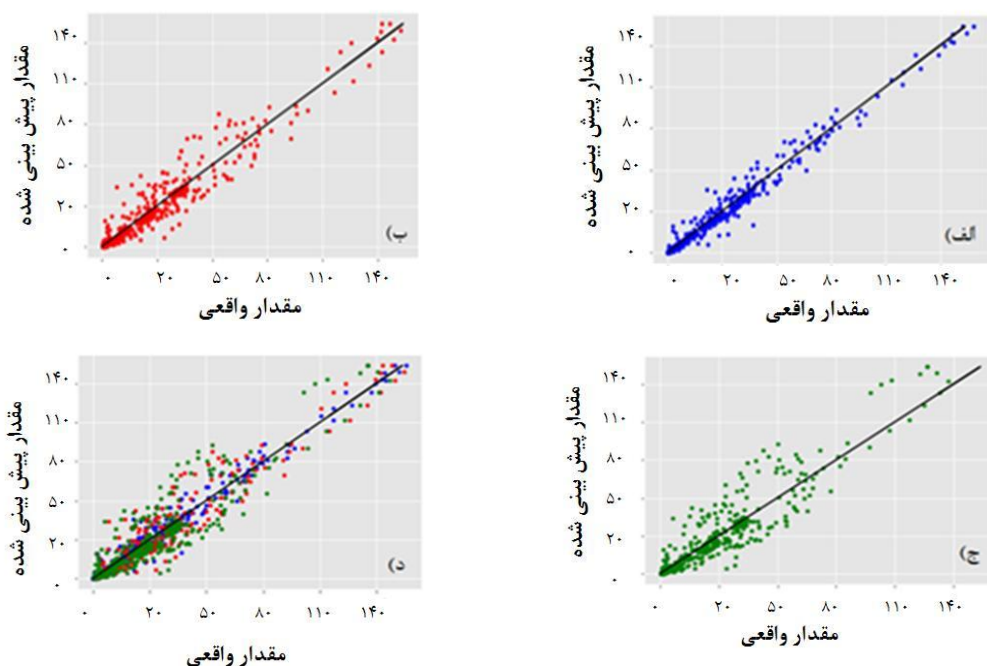 مقدار پیش بینی شده
۱۴۰
۱۱۰
۸۰
۵۰
۲۰
۰
الف)
۰ ۲۰ ۵۰ ۸۰ ۱۱۰ ۱۴۰
مقدار واقعی
مقدار پیش بینی شده
۱۴۰
۱۱۰
۸۰
۵۰
۲۰
۰
ب)
۰ ۲۰ ۵۰ ۸۰ ۱۱۰ ۱۴۰
مقدار واقعی
مقدار پیش بینی شده
۱۴۰
۱۱۰
۸۰
۵۰
۲۰
۰
ج)
۰ ۲۰ ۵۰ ۸۰ ۱۱۰ ۱۴۰
مقدار واقعی
مقدار پیش بینی شده
۱۴۰
۱۱۰
۸۰
۵۰
۲۰
۰
د)
۰ ۲۰ ۵۰ ۸۰ ۱۱۰ ۱۴۰
مقدار واقعی